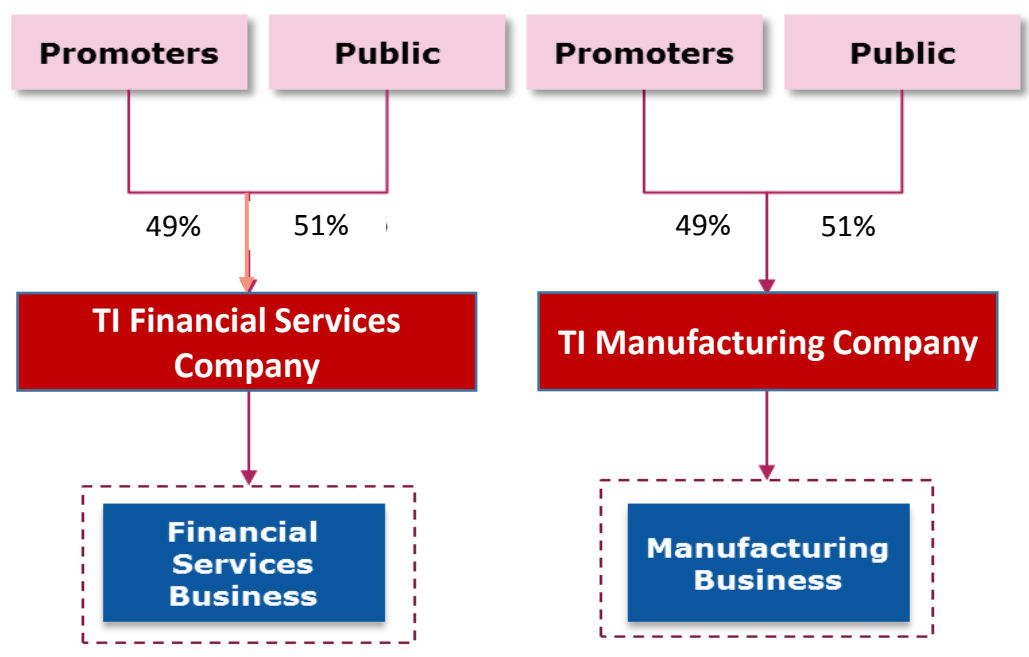 Promoters
Public
Promoters
Public
49%
51%
49%
51%
TI Financial Services
Company
TI Manufacturing Company
Financial
Services
Business
Manufacturing
Business